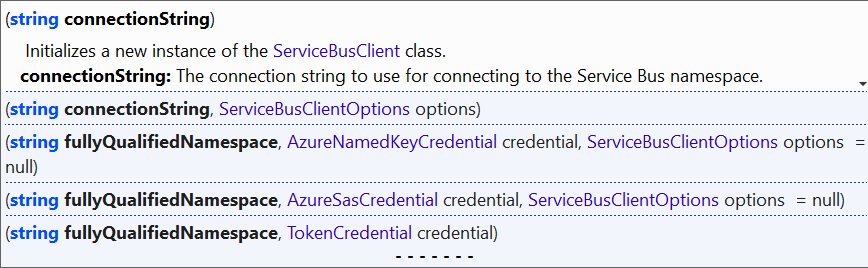 (string connectionString)
Initializes a new instance of the ServiceBusClient class.
connectionString: The connection string to use for connecting to the Service Bus namespace.
(string connectionString, ServiceBusClientOptions options)
(string fullyQualifiedNamespace, AzureNamedKeyCredential credential, ServiceBusClientOptions options =
null)
(string fullyQualifiedNamespace, AzureSasCredential credential, ServiceBusClientOptions options = null)
(string fullyQualifiedNamespace, TokenCredential credential)